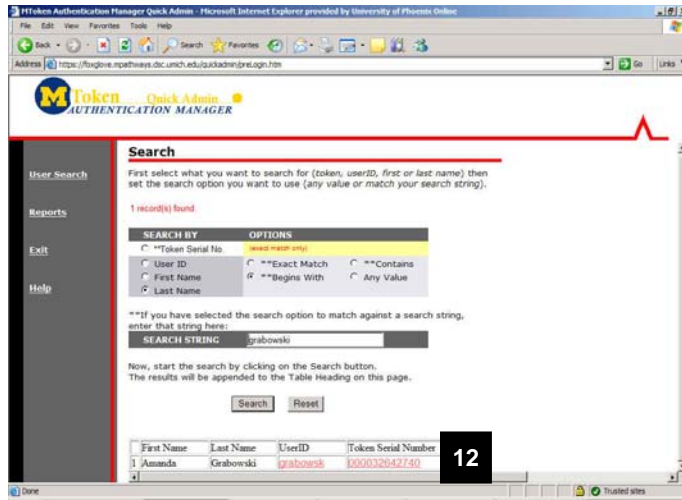 MToken Authentication Manager Quick Admin - Microsoft Internet Explorer provided by University of Phoenix Online
File Edit View Favorites Tools Help
Back Search Favorites
Address https://foxglove.mpathways.dsc.umich.edu/quickadmin/preLogin.htm Go Links
M Token Quick Admin
AUTHENTICATION MANAGER
User Search
Reports
Exit
Help
Search
First select what you want to search for (token, userID, first or last name) then
set the search option you want to use (any value or match your search string).
1 record(s) found
SEARCH BY OPTIONS
**Token Serial No. (exact match only)
User ID **Exact Match **Contains
First Name **Begins With Any Value
Last Name
**If you have selected the search option to match against a search string,
enter that string here:
SEARCH STRING grabowski
Now, start the search by clicking on the Search button.
The results will be appended to the Table Heading on this page.
Search Reset
First Name Last Name UserID Token Serial Number
1 Amanda Grabowski grabowsk 000032642740
12
Done Trusted sites